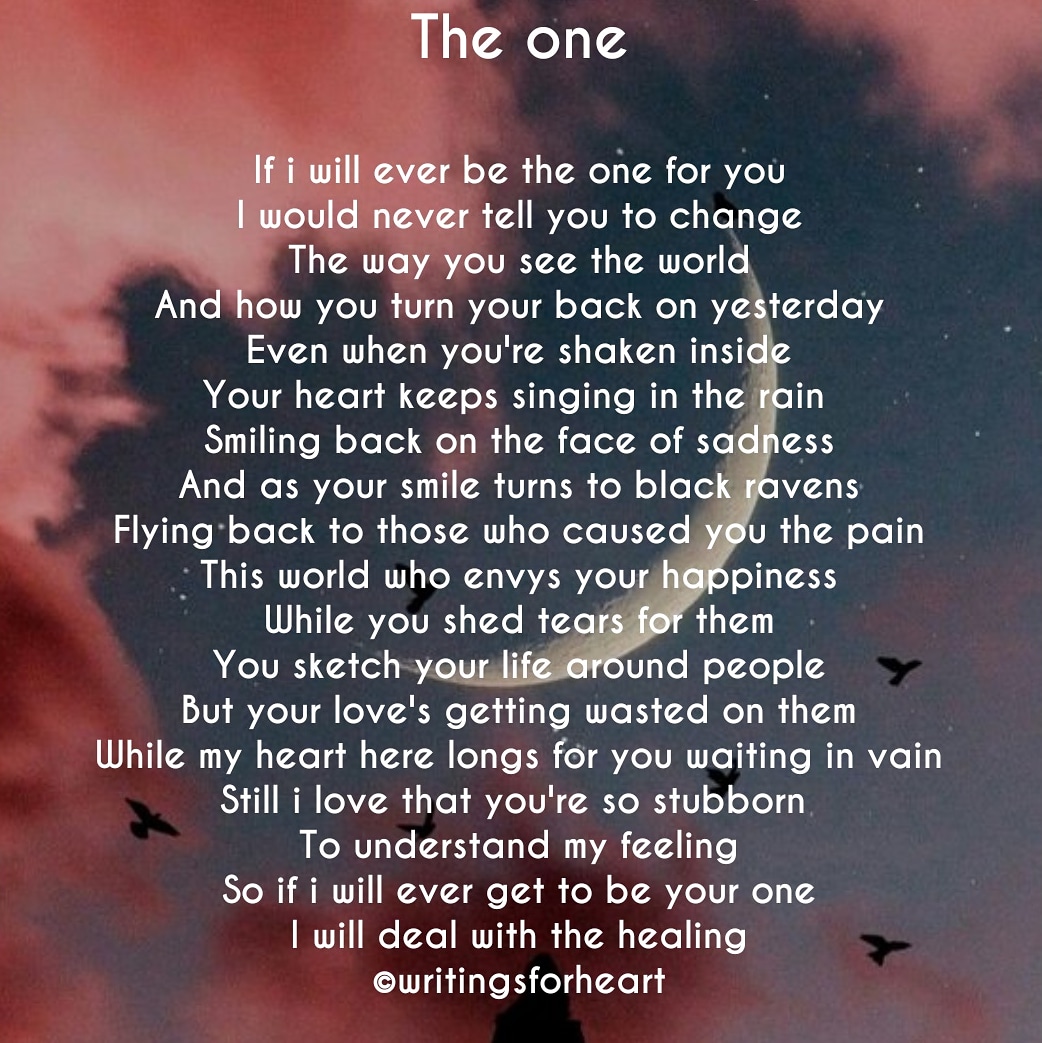 The one
If i will ever be the one for you
I would never tell you to change
The way you see the world
And how you turn your back on yesterday
Even when you're shaken inside
Your heart keeps singing in the rain
Smiling back on the face of sadness
And as your smile turns to black ravens
Flying back to those who caused you the pain
This world who envys your happiness
While you shed tears for them
You sketch your life around people
But your love's getting wasted on them
While my heart here longs for you waiting in vain
Still i love that you're so stubborn
To understand my feeling
So if i will ever get to be your one
I will deal with the healing
©writingsforheart